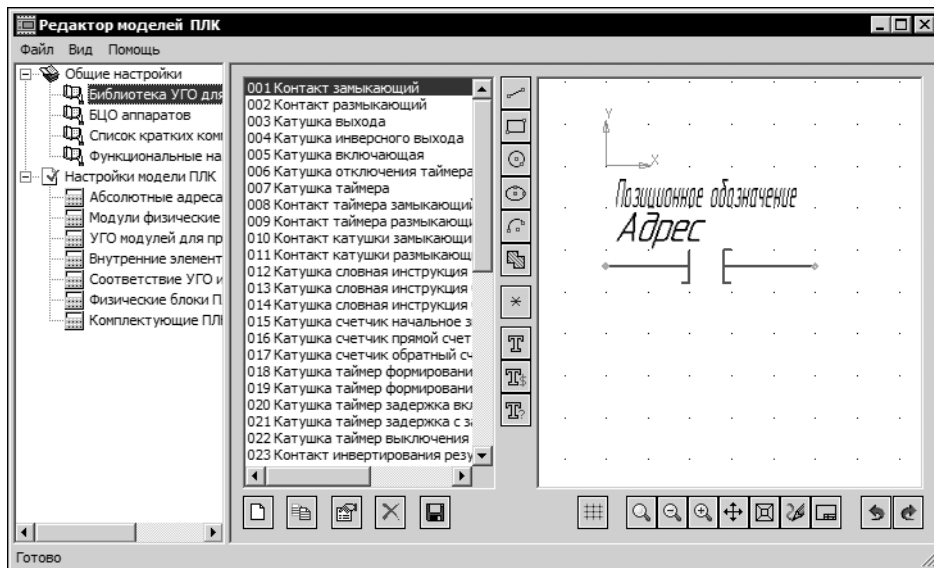 Редактор моделей ПЛК
Файл Вид Помощь
Общие настройки
Библиотека УГО для
БЦО аппаратов
Список кратких ком
Функциональные на
Настройки модели ПЛК
Абсолютные адреса
Модули физические
УГО модулей для пр
Внутренние элемент
Соответствие УГО и
Физические блоки П
Комплектующие ПЛ
001 Контакт замыкающий
002 Контакт размыкающий
003 Катушка выхода
004 Катушка инверсного выхода
005 Катушка включающая
006 Катушка отключения таймера
007 Катушка таймера
008 Контакт таймера замыкающий
009 Контакт таймера размыкающи
010 Контакт катушки замыкающи
011 Контакт катушки размыкающ
012 Катушка словная инструкция
013 Катушка словная инструкция
014 Катушка словная инструкция
015 Катушка счетчик начальное з
016 Катушка счетчик прямой счет
017 Катушка счетчик обратный сч
018 Катушка таймер формировани
019 Катушка таймер формировани
020 Катушка таймер задержка вкл
021 Катушка таймер задержка с за
022 Катушка таймер выключения
023 Контакт инвертирования резу
T
T$
T?
Y
X
Позиционное обозначение
Адрес
Готово